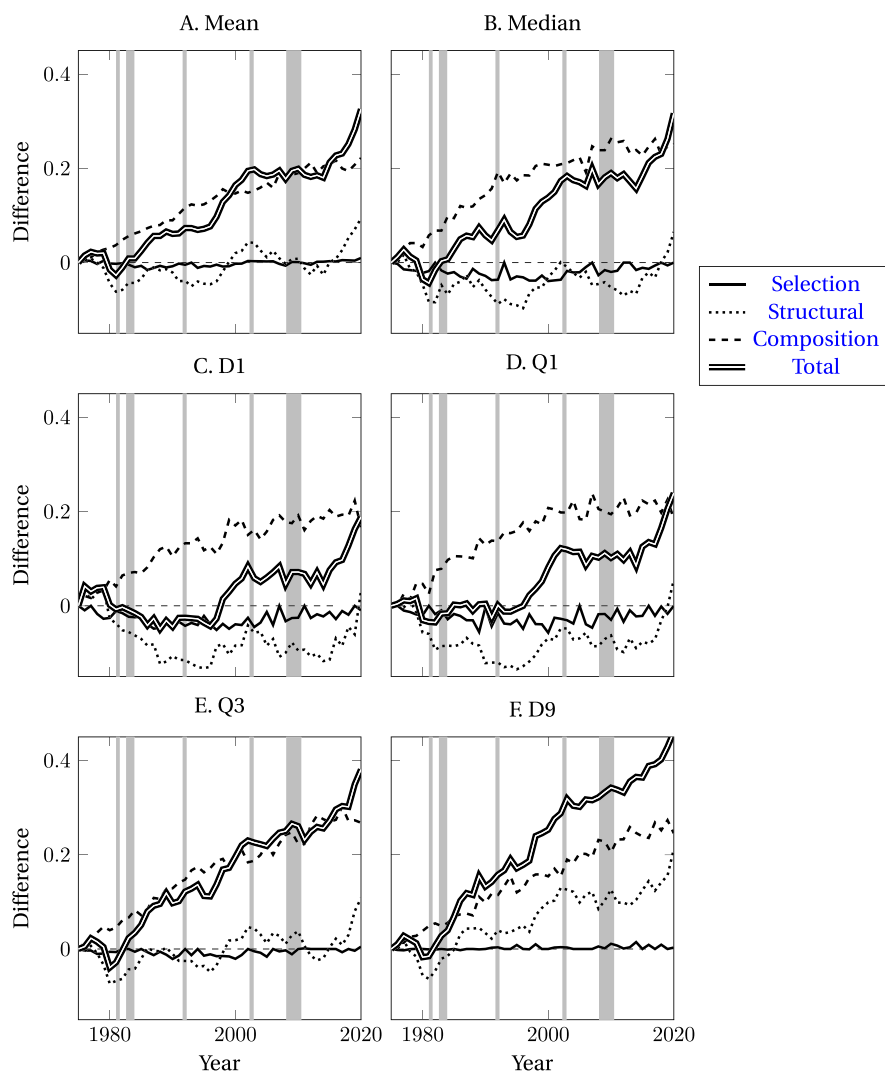 A. Mean
B. Median
0.4
0.2
0
Difference
Selection
Structural
Composition
Total
C. D1
D. Q1
0.4
0.2
0
Difference
E. Q3
F. D9
0.4
0.2
0
Difference
1980
2000
2020
1980
2000
2020
Year
Year